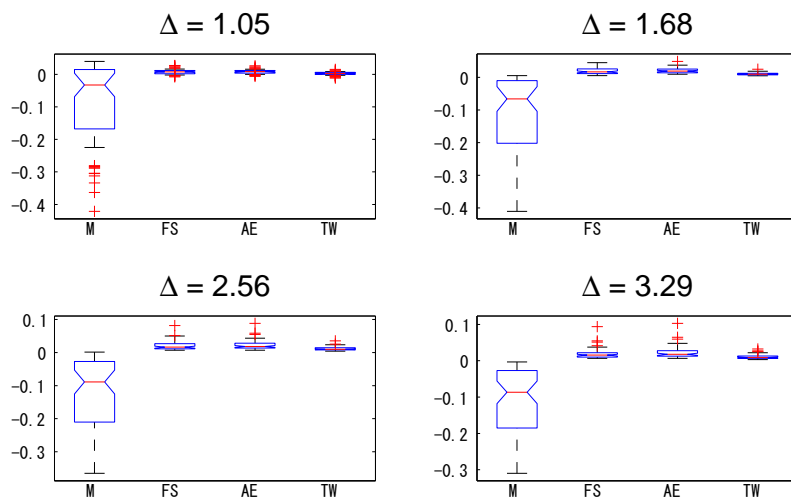 Δ = 1.05
0
-0.1
-0.2
-0.3
-0.4
M FS AE TW
Δ = 1.68
0
-0.1
-0.2
-0.3
-0.4
M FS AE TW
Δ = 2.56
0.1
0
-0.1
-0.2
-0.3
M FS AE TW
Δ = 3.29
0.1
0
-0.1
-0.2
-0.3
M FS AE TW